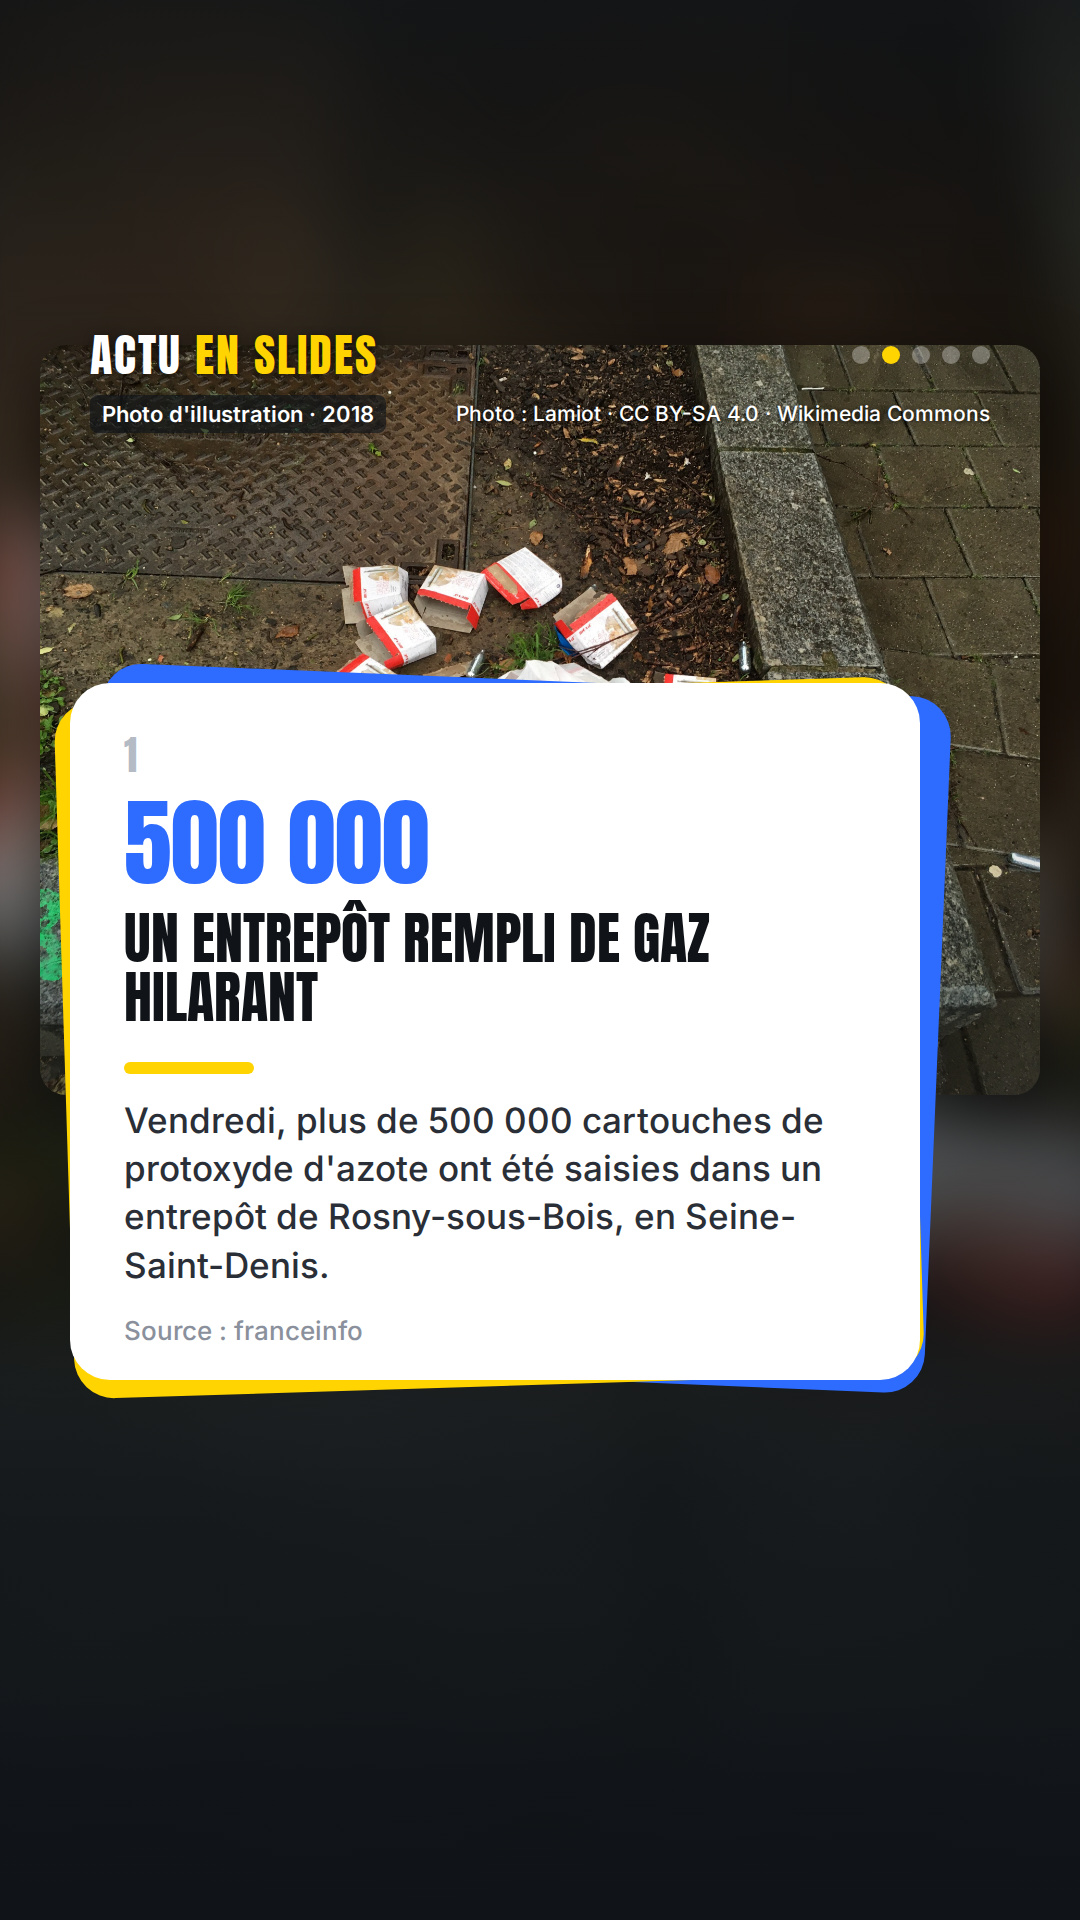 ACTU EN SLIDES
Photo d'illustration · 2018
Photo : Lamiot · CC BY-SA 4.0 · Wikimedia Commons
1
500 000
UN ENTREPÔT REMPLI DE GAZ
HILARANT
Vendredi, plus de 500 000 cartouches de
protoxyde d'azote ont été saisies dans un
entrepôt de Rosny-sous-Bois, en Seine-
Saint-Denis.
Source : franceinfo